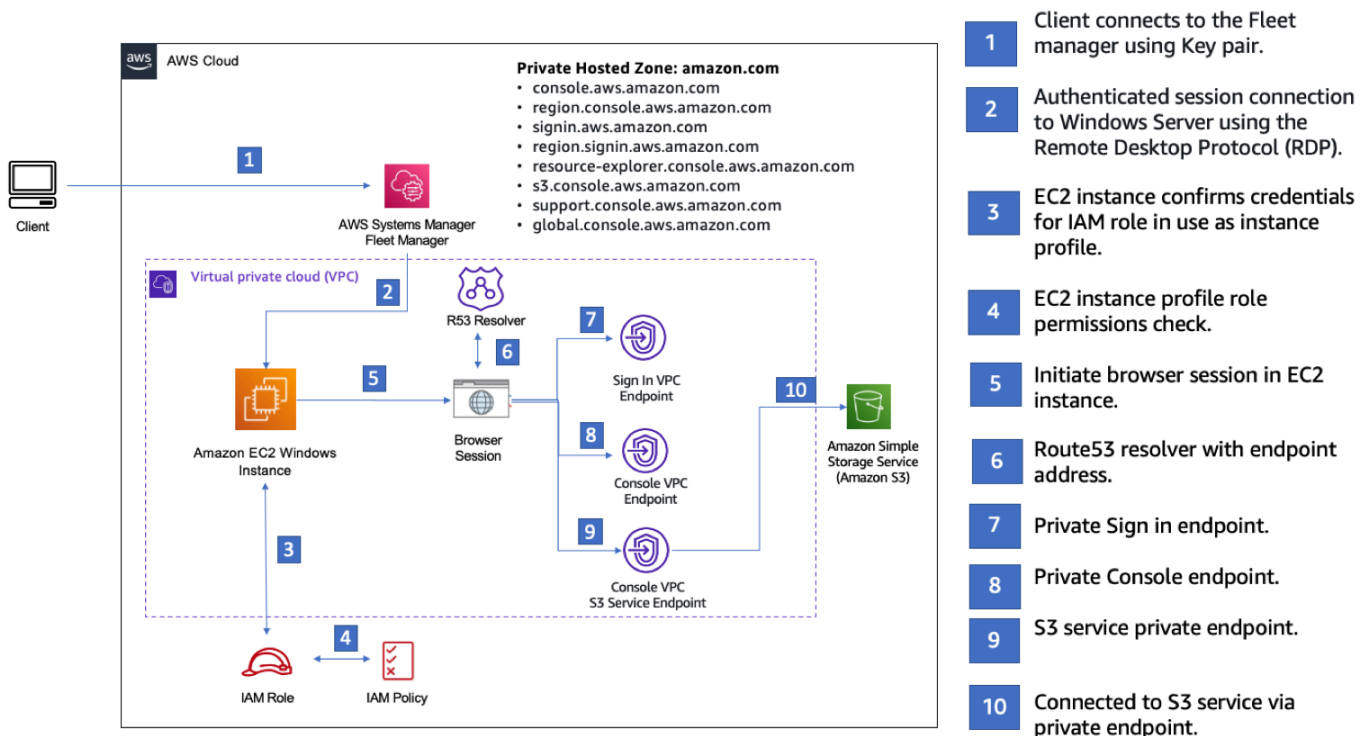 aws
AWS Cloud
Private Hosted Zone: amazon.com
• console.aws.amazon.com
• region.console.aws.amazon.com
• signin.aws.amazon.com
• region.signin.aws.amazon.com
• resource-explorer.console.aws.amazon.com
• s3.console.aws.amazon.com
• support.console.aws.amazon.com
• global.console.aws.amazon.com
Client
1
AWS Systems Manager
Fleet Manager
Virtual private cloud (VPC)
2
R53 Resolver
6
7
Sign In VPC
Endpoint
5
Amazon EC2 Windows
Instance
Browser
Session
8
Console VPC
Endpoint
9
Console VPC
S3 Service Endpoint
10
Amazon Simple
Storage Service
(Amazon S3)
3
4
IAM Role
IAM Policy
1
Client connects to the Fleet
manager using Key pair.
2
Authenticated session connection
to Windows Server using the
Remote Desktop Protocol (RDP).
3
EC2 instance confirms credentials
for IAM role in use as instance
profile.
4
EC2 instance profile role
permissions check.
5
Initiate browser session in EC2
instance.
6
Route53 resolver with endpoint
address.
7
Private Sign in endpoint.
8
Private Console endpoint.
9
S3 service private endpoint.
10
Connected to S3 service via
private endpoint.